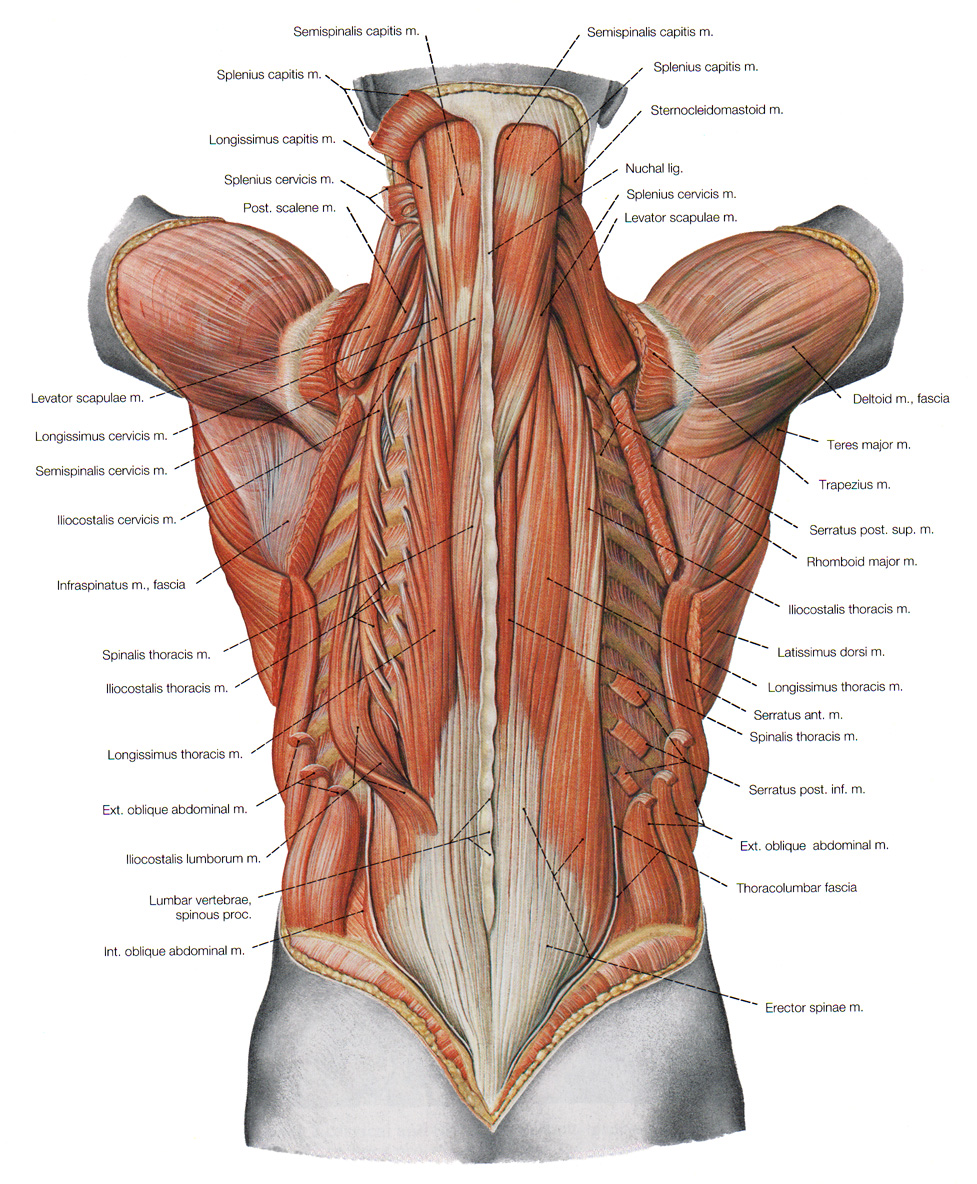 Semispinalis capitis m.
Splenius capitis m.
Longissimus capitis m.
Splenius cervicis m.
Post. scalene m.
Levator scapulae m.
Longissimus cervicis m.
Semispinalis cervicis m.
Iliocostalis cervicis m.
Infraspinatus m., fascia
Spinalis thoracis m.
Iliocostalis thoracis m.
Longissimus thoracis m.
Ext. oblique abdominal m.
Iliocostalis lumborum m.
Lumbar vertebrae,
spinous proc.
Int. oblique abdominal m.
Semispinalis capitis m.
Splenius capitis m.
Sternocleidomastoid m.
Nuchal lig.
Splenius cervicis m.
Levator scapulae m.
Deltoid m., fascia
Teres major m.
Trapezius m.
Serratus post. sup. m.
Rhomboid major m.
Iliocostalis thoracis m.
Latissimus dorsi m.
Longissimus thoracis m.
Serratus ant. m.
Spinalis thoracis m.
Serratus post. inf. m.
Ext. oblique abdominal m.
Thoracolumbar fascia
Erector spinae m.